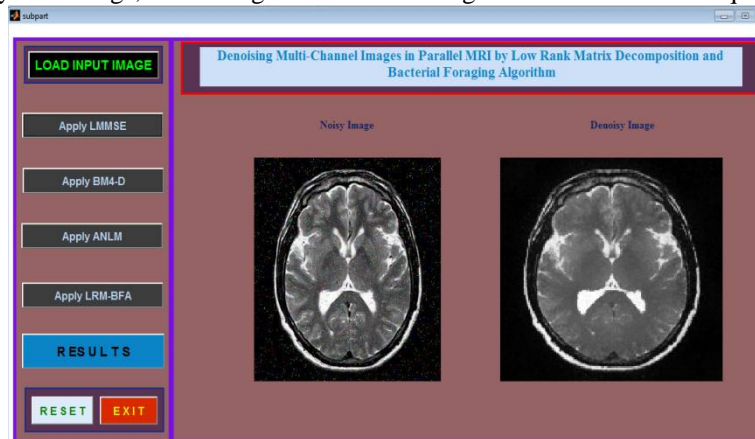 subpart
LOAD INPUT IMAGE
Apply LMMSE
Apply BM4-D
Apply ANLM
Apply LRM-BFA
RESULTS
RESET EXIT
Denoising Multi-Channel Images in Parallel MRI by Low Rank Matrix Decomposition and
Bacterial Foraging Algorithm
Noisy Image Denoisy Image